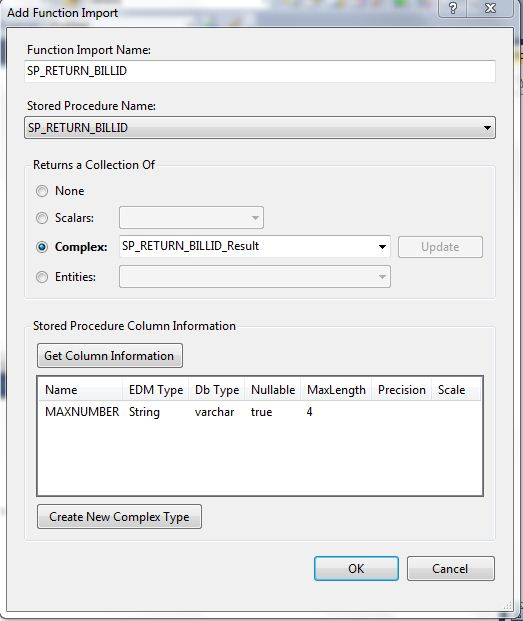 Add Function Import
Function Import Name:
SP_RETURN_BILLID
Stored Procedure Name:
SP_RETURN_BILLID
Returns a Collection Of
None
Scalars:
Complex: SP_RETURN_BILLID_Result Update
Entities:
Stored Procedure Column Information
Get Column Information
Name EDM Type Db Type Nullable MaxLength Precision Scale
MAXNUMBER String varchar true 4
Create New Complex Type
OK Cancel